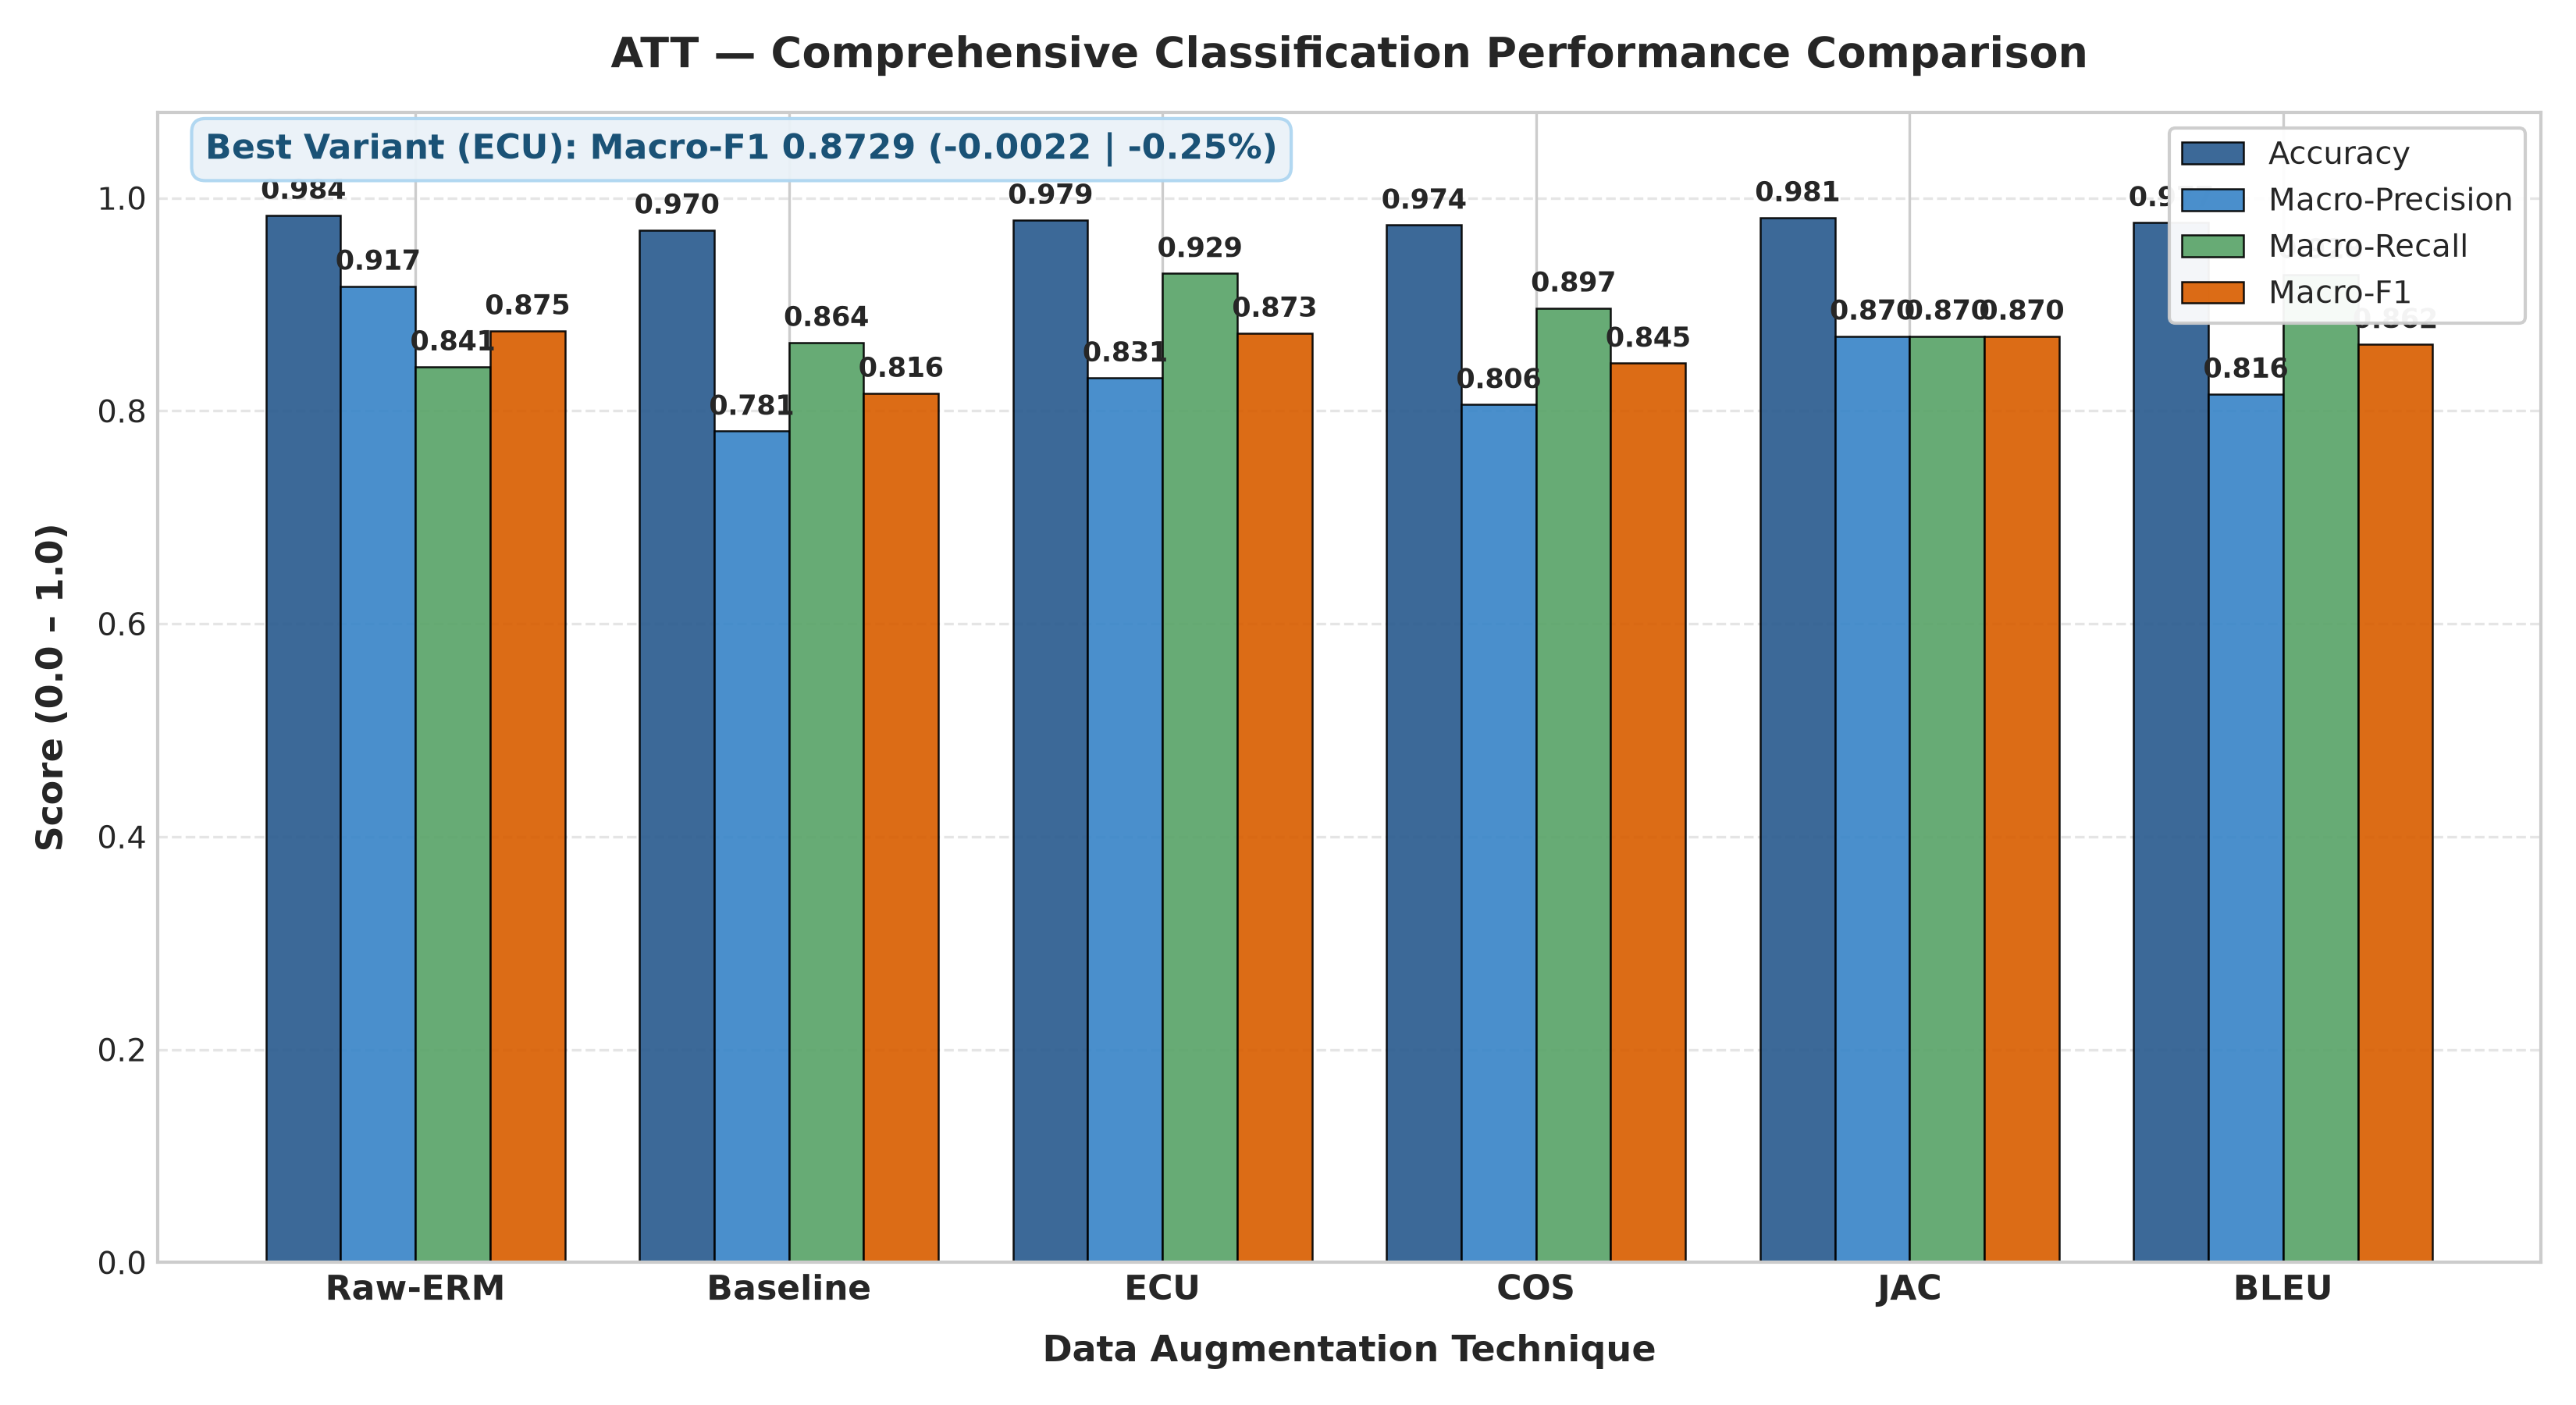 ATT — Comprehensive Classification Performance Comparison
Best Variant (ECU): Macro-F1 0.8729 (-0.0022 | -0.25%)
Accuracy
Macro-Precision
Macro-Recall
Macro-F1
Score (0.0 – 1.0)
1.0
0.8
0.6
0.4
0.2
0.0
0.984
0.917
0.841
0.875
0.970
0.781
0.864
0.816
0.979
0.831
0.929
0.873
0.974
0.806
0.897
0.845
0.981
0.870
0.870
0.870
0.816
0.862
Raw-ERM
Baseline
ECU
COS
JAC
BLEU
Data Augmentation Technique